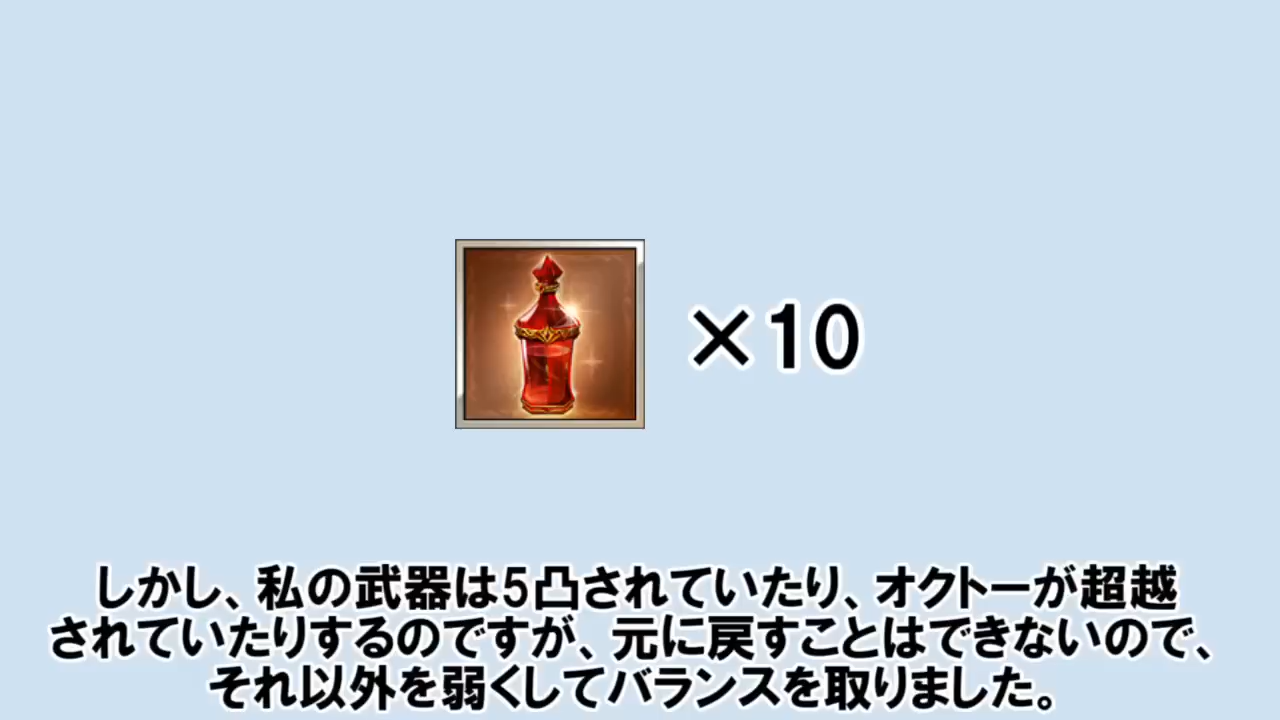 ×10
しかし、私の武器は5凸されていたり、オクトーが超越
されていたりするのですが、元に戻すことはできないので、
それ以外を弱くしてバランスを取りました。